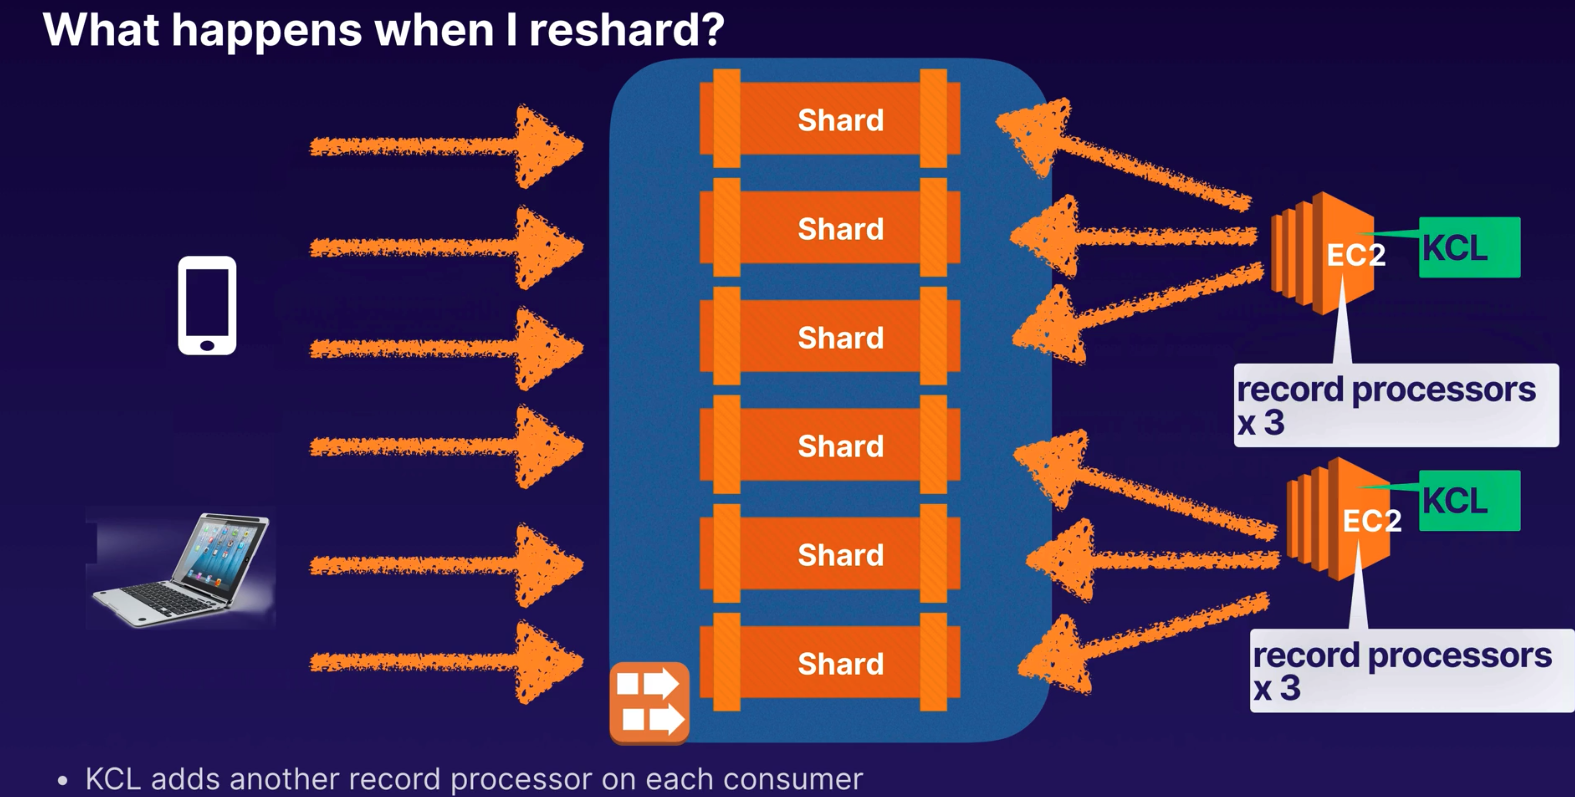 What happens when I reshard?
Shard
Shard
Shard
Shard
Shard
Shard
EC2
KCL
record processors
x 3
EC2
KCL
record processors
x 3
• KCL adds another record processor on each consumer